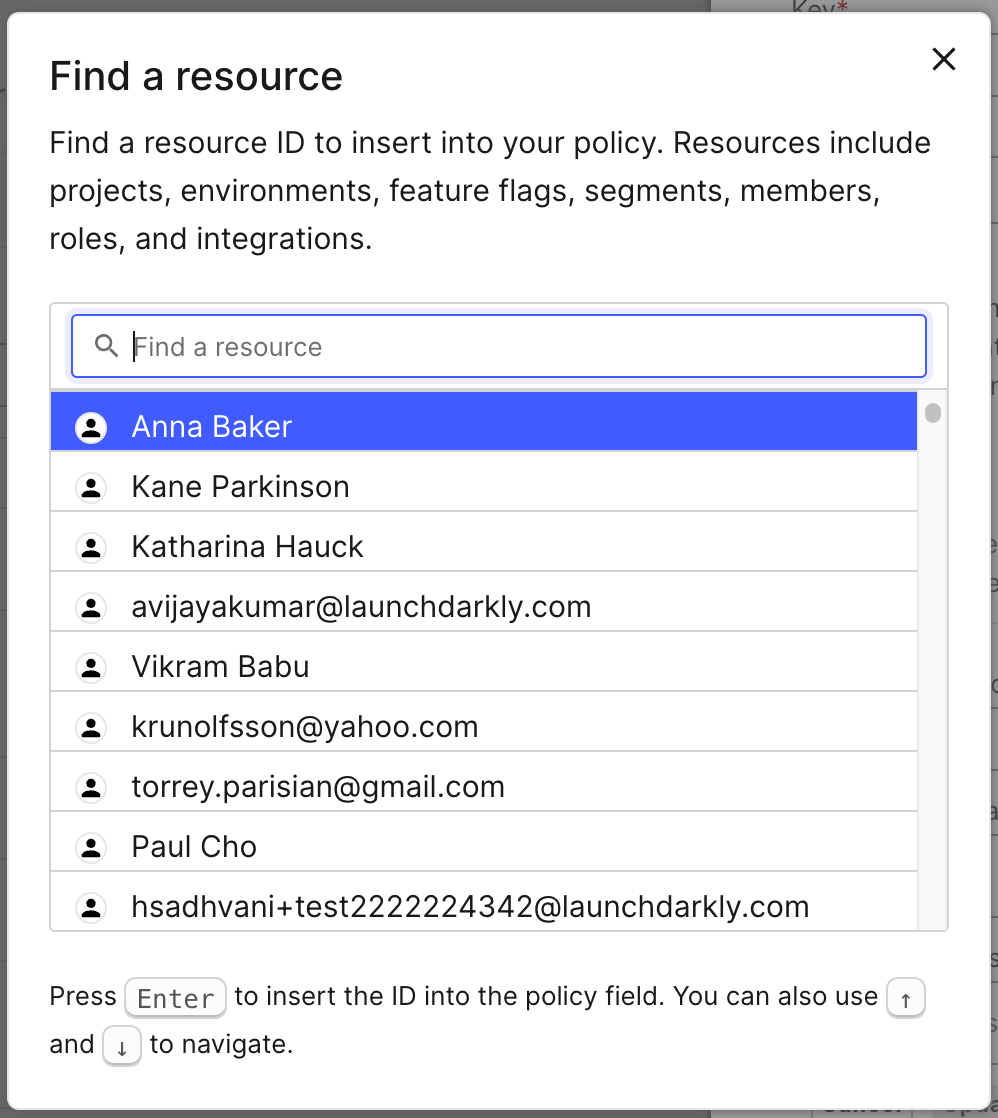 Key*
Find a resource
Find a resource ID to insert into your policy. Resources include
projects, environments, feature flags, segments, members,
roles, and integrations.
Find a resource
Anna Baker
Kane Parkinson
Katharina Hauck
avijayakumar@launchdarkly.com
Vikram Babu
krunolfsson@yahoo.com
torrey.parisian@gmail.com
Paul Cho
hsadhvani+test2222224342@launchdarkly.com
Press Enter to insert the ID into the policy field. You can also use ↑
and ↓ to navigate.